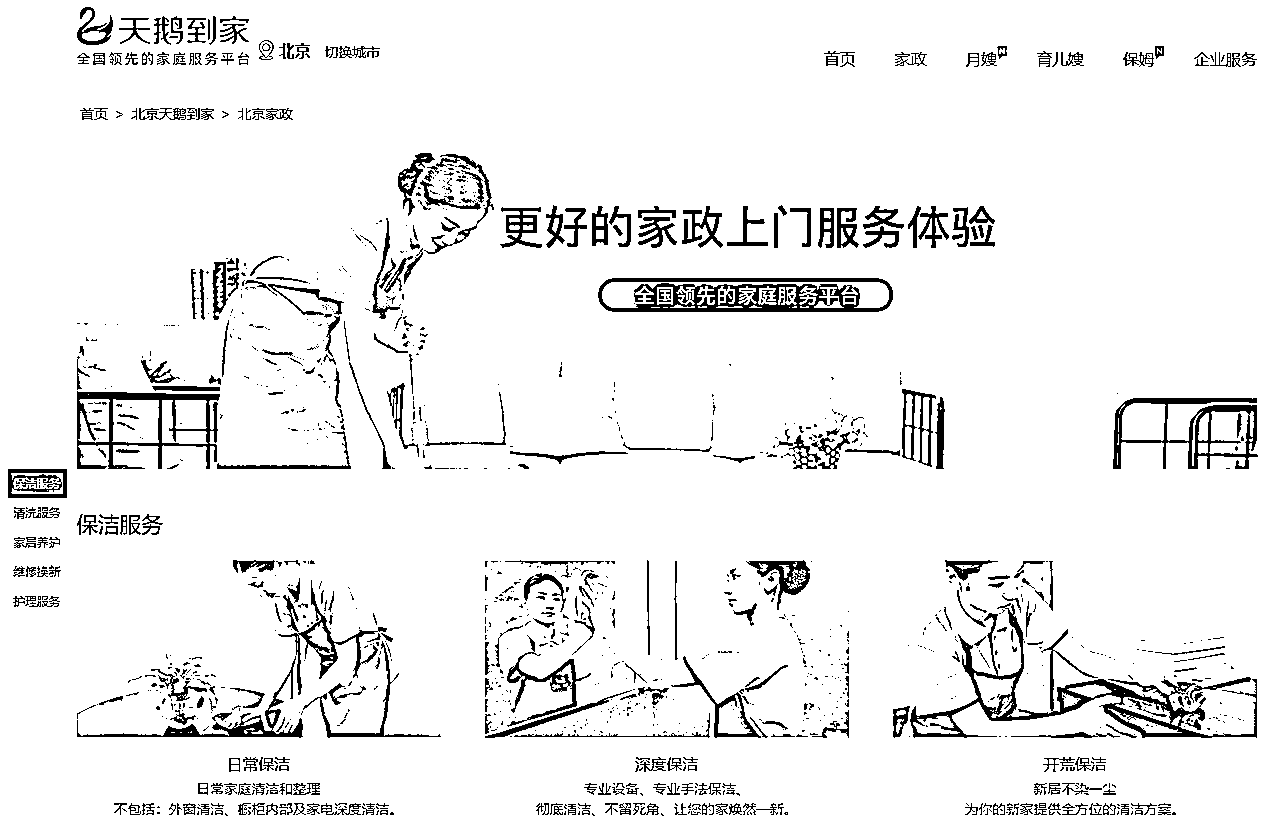 天鹅到家
全国领先的家庭服务平台
北京 切换城市
首页 家政 月嫂 N 育儿嫂 保姆 N 企业服务
首页 > 北京天鹅到家 > 北京家政
更好的家政上门服务体验
全国领先的家庭服务平台
保洁服务
清洗服务
家居养护
维修换新
护理服务
保洁服务
日常保洁
日常家庭清洁和整理
不包括：外窗清洁、橱柜内部及家电深度清洁。
深度保洁
专业设备、专业手法保洁、
彻底清洁、不留死角、让您的家焕然一新。
开荒保洁
新居不染一尘
为你的新家提供全方位的清洁方案。